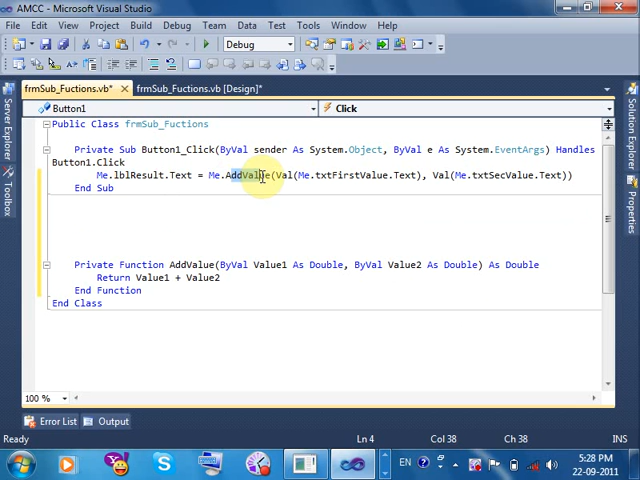 AMCC - Microsoft Visual Studio
File Edit View Project Build Debug Team Data Tools Test Window Help
Debug
frmSub_Fuctions.vb* frmSub_Fuctions.vb [Design]*
Button1 Click
Server Explorer
Toolbox
Solution Explorer
Properties
Public Class frmSub_Fuctions
Private Sub Button1_Click(ByVal sender As System.Object, ByVal e As System.EventArgs) Handles
Button1.Click
Me.lblResult.Text = Me.AddValue(Val(Me.txtFirstValue.Text), Val(Me.txtSecValue.Text))
End Sub
Private Function AddValue(ByVal Value1 As Double, ByVal Value2 As Double) As Double
Return Value1 + Value2
End Function
End Class
100 %
Error List Output
Ready Ln 4 Col 38 Ch 38 INS
EN 5:28 PM
22-09-2011